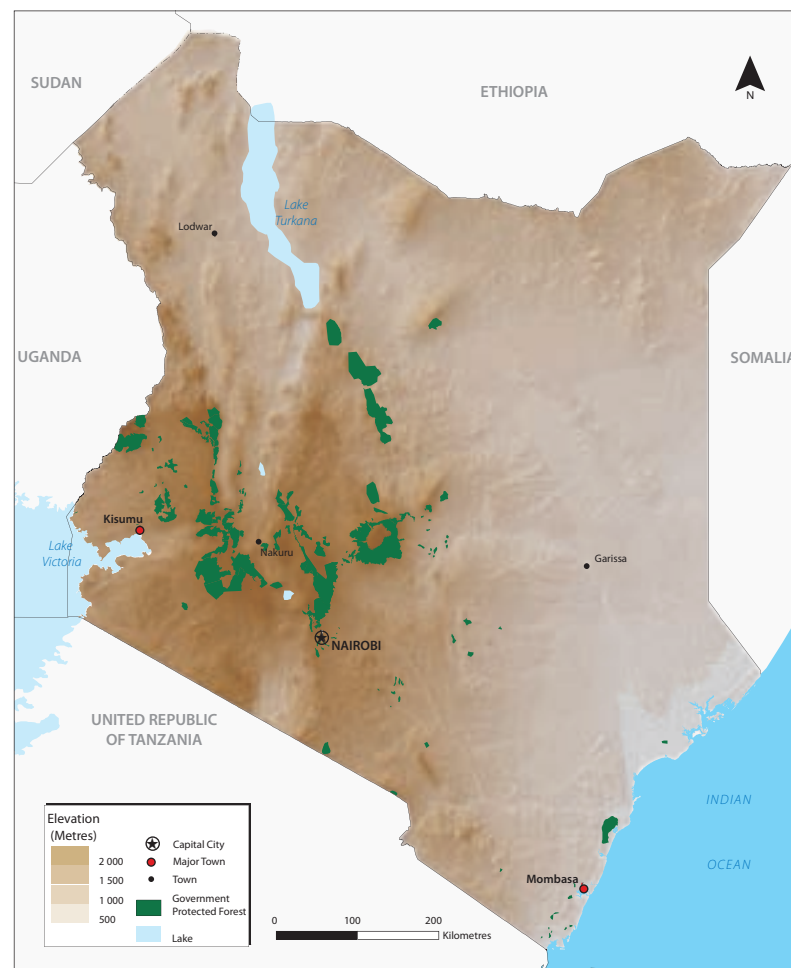 SUDAN
ETHIOPIA
N
Lake
Turkana
Lodwar
UGANDA
SOMALIA
Kisumu
Lake
Victoria
Nakuru
Garissa
NAIROBI
UNITED REPUBLIC
OF TANZANIA
INDIAN
OCEAN
Mombasa
Elevation
(Metres)
2 000
1 500
1 000
500
Capital City
Major Town
Town
Government
Protected Forest
Lake
0 100 200
Kilometres